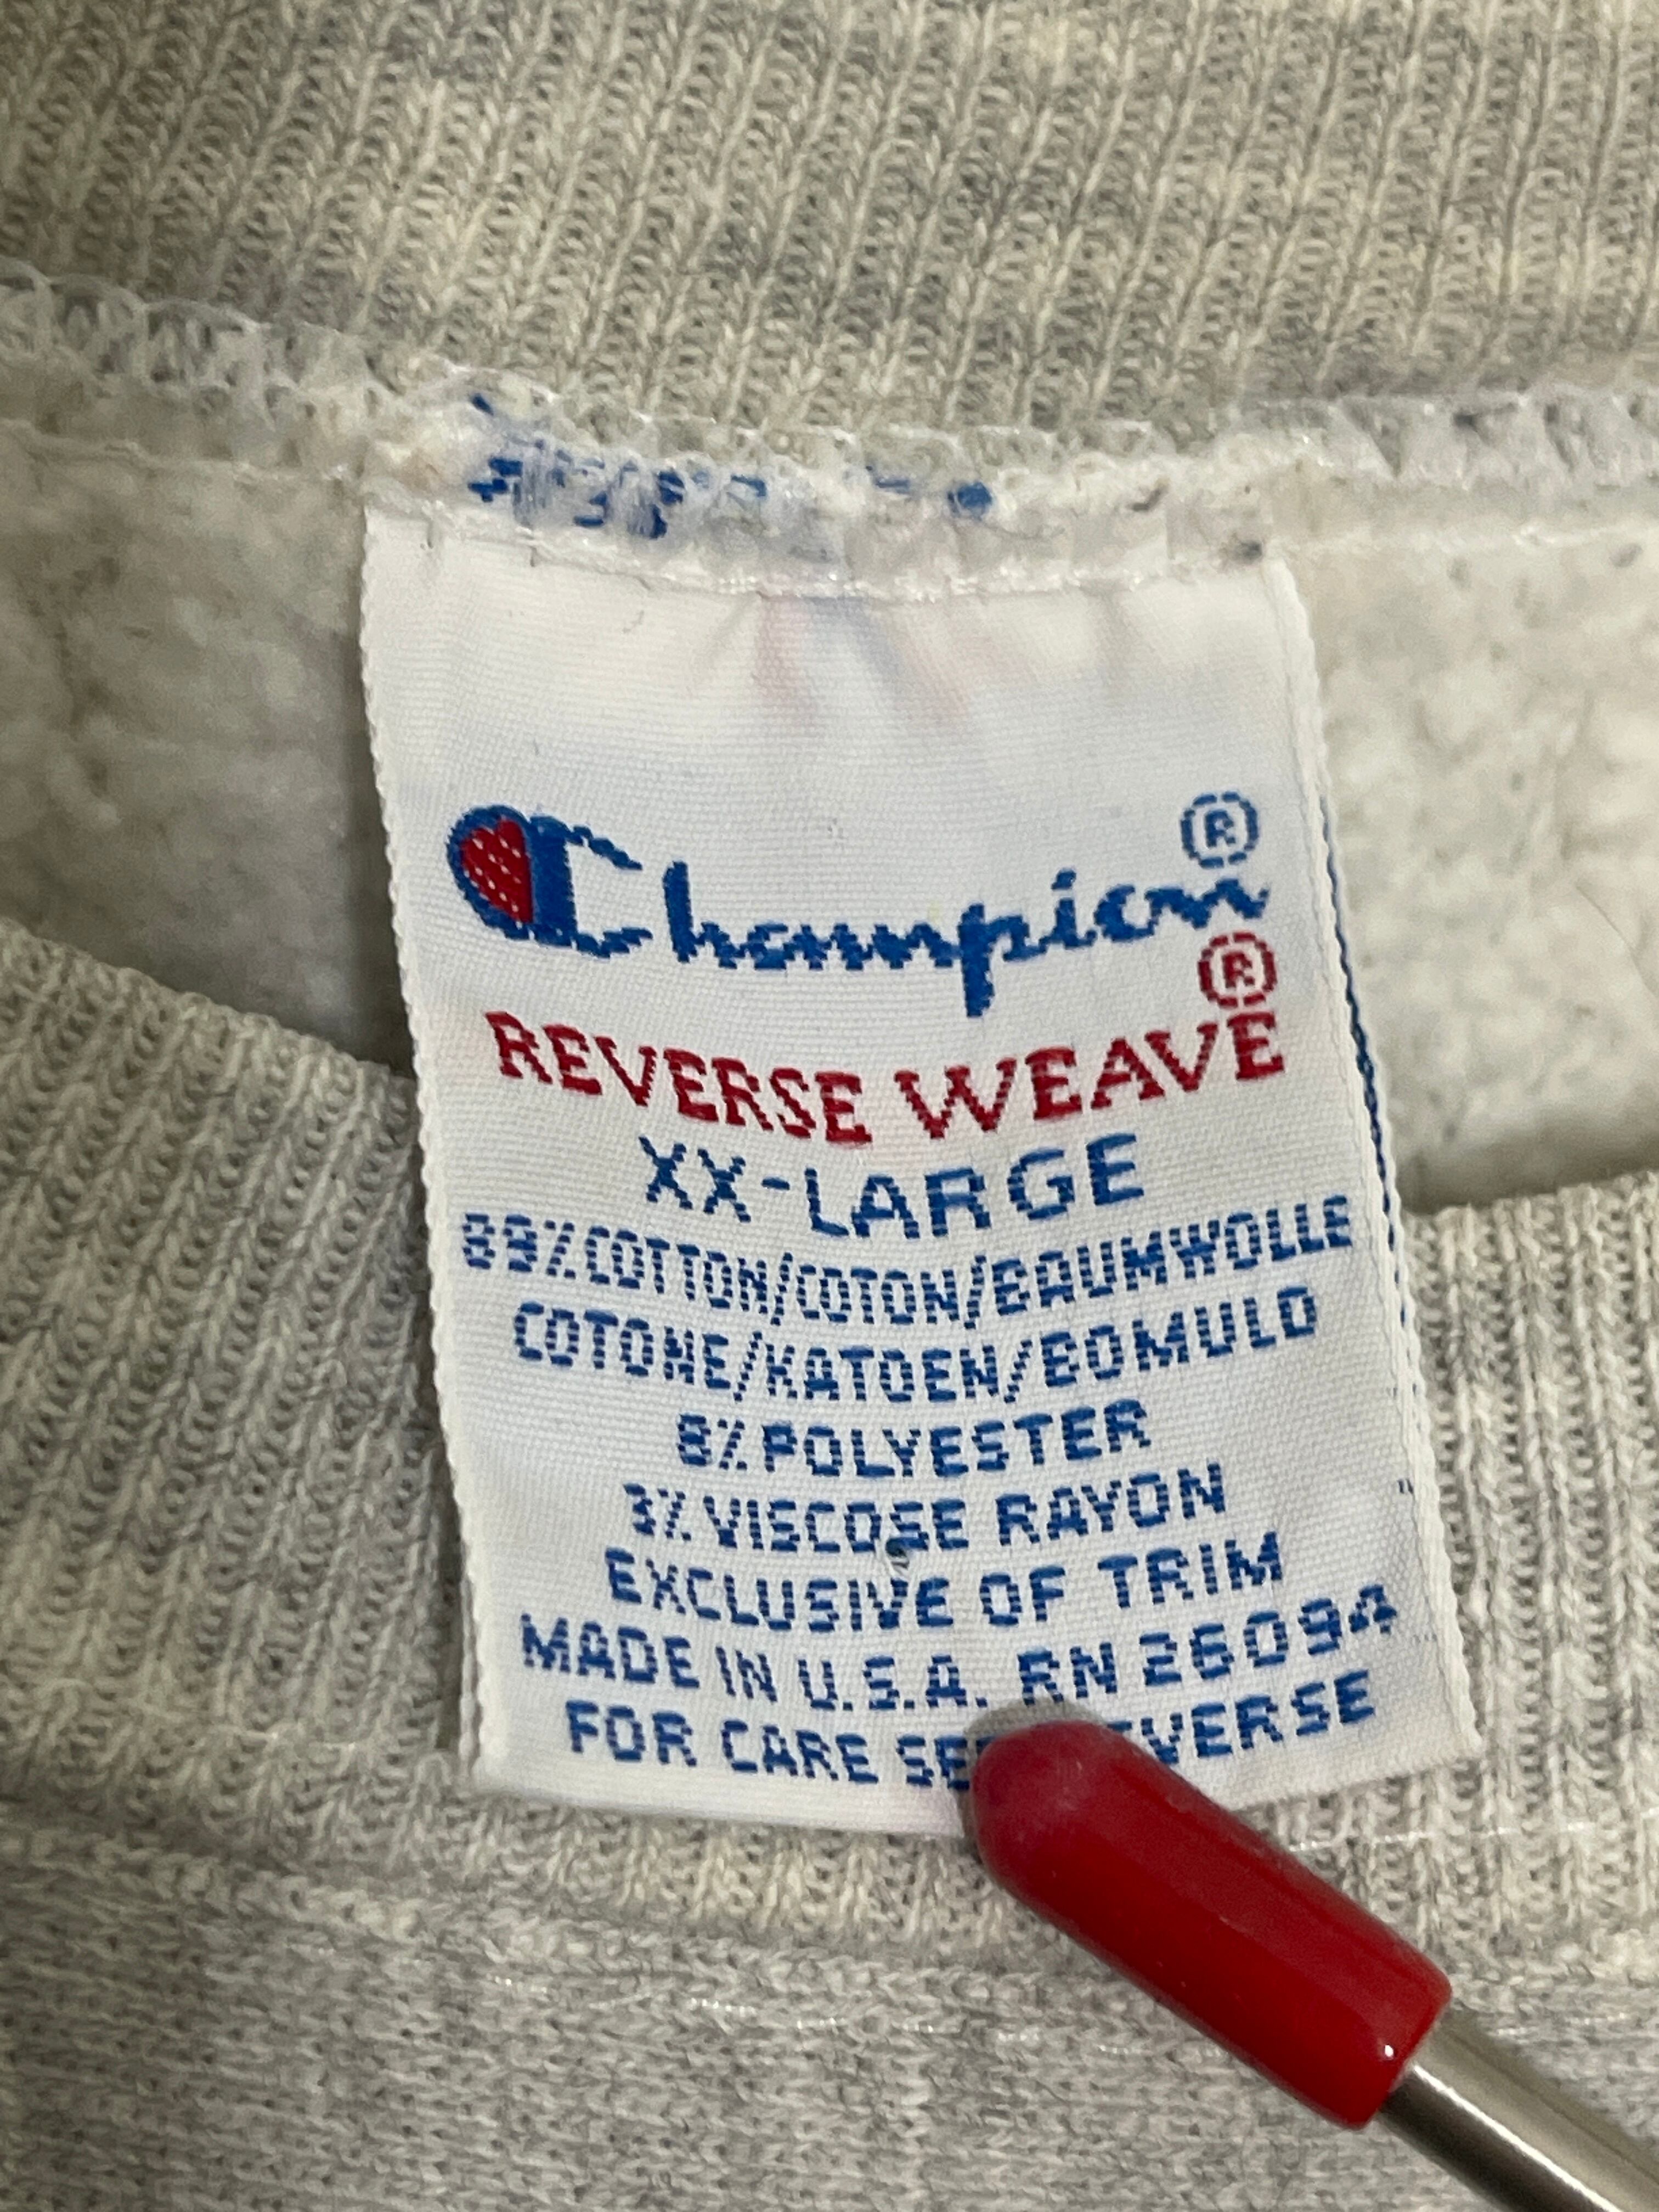 Champion®
REVERSE WEAVE®
XX-LARGE
89% COTTON/COTON/BAUMWOLLE
COTONE/KATOEN/BOMULD
8% POLYESTER
3% VISCOSE RAYON
EXCLUSIVE OF TRIM
MADE IN U.S.A. RN 26094
FOR CARE